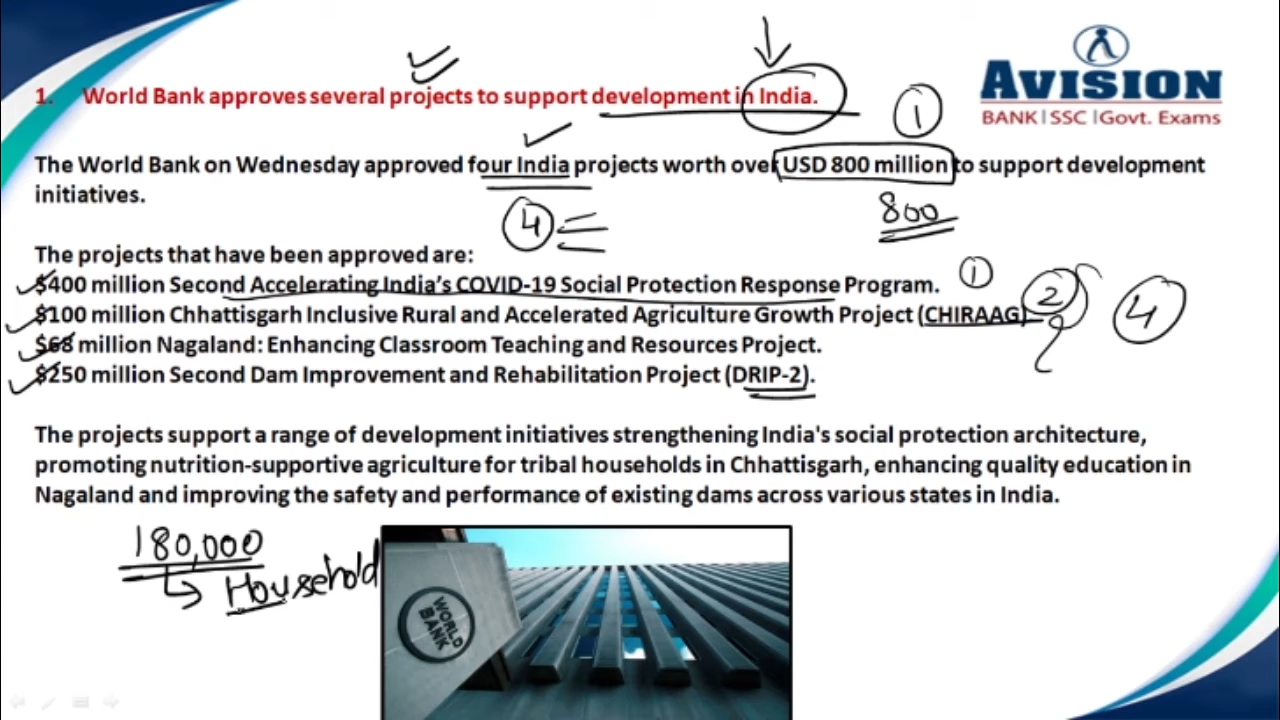 AVISION
BANK | SSC | Govt. Exams
1. World Bank approves several projects to support development in India.
1
The World Bank on Wednesday approved four India projects worth over USD 800 million to support development
initiatives.
4
800
The projects that have been approved are:
$400 million Second Accelerating India's COVID-19 Social Protection Response Program.
1
$100 million Chhattisgarh Inclusive Rural and Accelerated Agriculture Growth Project (CHIRAAG)
2
4
$68 million Nagaland: Enhancing Classroom Teaching and Resources Project.
$250 million Second Dam Improvement and Rehabilitation Project (DRIP-2).
The projects support a range of development initiatives strengthening India's social protection architecture,
promoting nutrition-supportive agriculture for tribal households in Chhattisgarh, enhancing quality education in
Nagaland and improving the safety and performance of existing dams across various states in India.
180,000
Household
WORLD
BANK